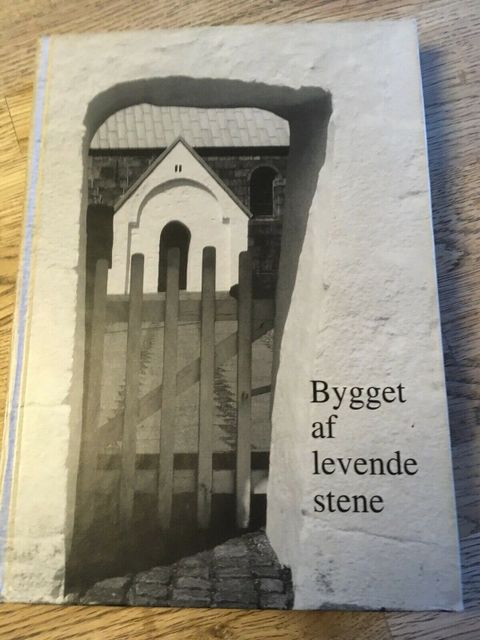 Bygget
af
levende
stene